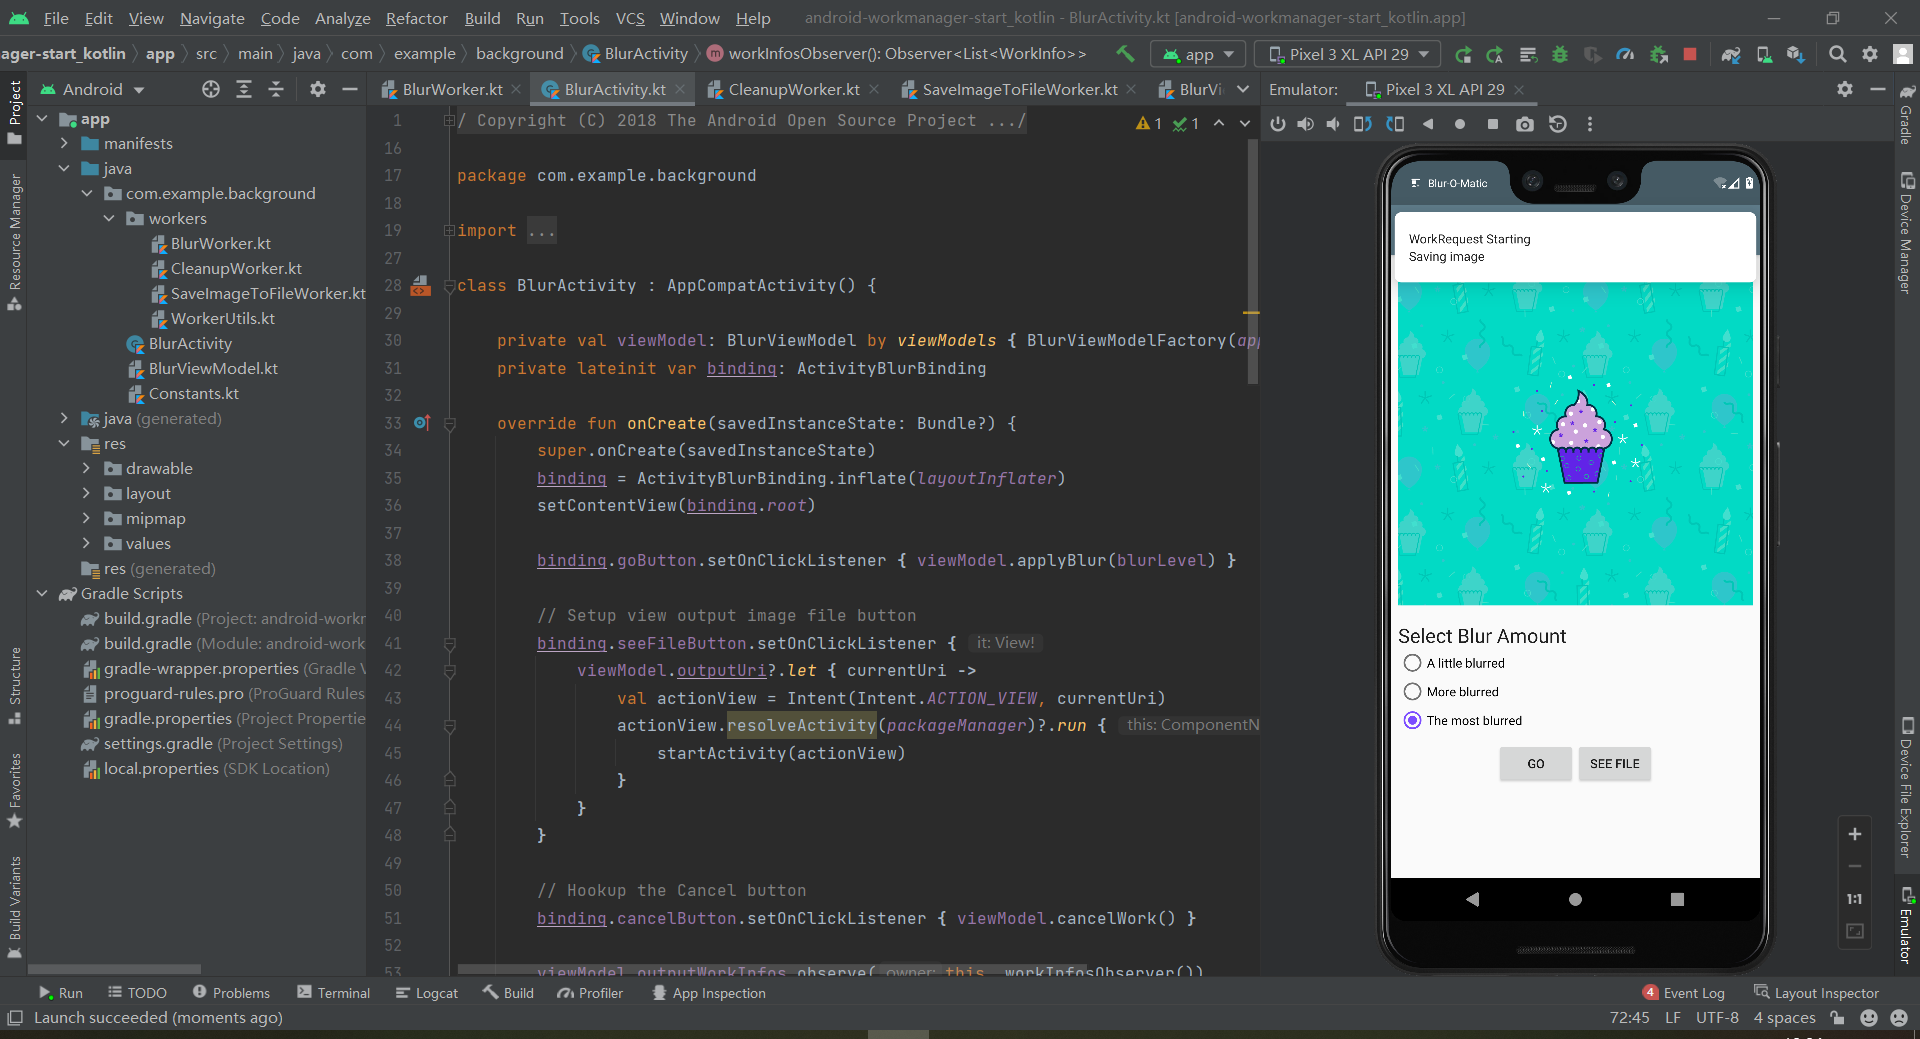 File Edit View Navigate Code Analyze Refactor Build Run Tools VCS Window Help android-workmanager-start_kotlin - BlurActivity.kt [android-workmanager-start_kotlin.app]
ager-start_kotlin app src main java com example background BlurActivity workInfosObserver(): Observer<List<WorkInfo>> app Pixel 3 XL API 29
Android
BlurWorker.kt BlurActivity.kt CleanupWorker.kt SaveImageToFileWorker.kt BlurVi
Emulator: Pixel 3 XL API 29
Project
Resource Manager
Structure
Favorites
Build Variants
app
manifests
java
com.example.background
workers
BlurWorker.kt
CleanupWorker.kt
SaveImageToFileWorker.kt
WorkerUtils.kt
BlurActivity
BlurViewModel.kt
Constants.kt
java (generated)
res
drawable
layout
mipmap
values
res (generated)
Gradle Scripts
build.gradle (Project: android-workr
build.gradle (Module: android-work
gradle-wrapper.properties (Gradle V
proguard-rules.pro (ProGuard Rules
gradle.properties (Project Propertie
settings.gradle (Project Settings)
local.properties (SDK Location)
1 / Copyright (C) 2018 The Android Open Source Project .../ 1 1
16
17 package com.example.background
18
19 import ...
27
28 class BlurActivity : AppCompatActivity() {
29
30 private val viewModel: BlurViewModel by viewModels { BlurViewModelFactory(app
31 private lateinit var binding: ActivityBlurBinding
32
33 override fun onCreate(savedInstanceState: Bundle?) {
34 super.onCreate(savedInstanceState)
35 binding = ActivityBlurBinding.inflate(layoutInflater)
36 setContentView(binding.root)
37
38 binding.goButton.setOnClickListener { viewModel.applyBlur(blurLevel) }
39
40 // Setup view output image file button
41 binding.seeFileButton.setOnClickListener { it: View!
42 viewModel.outputUri?.let { currentUri ->
43 val actionView = Intent(Intent.ACTION_VIEW, currentUri)
44 actionView.resolveActivity(packageManager)?.run { this: ComponentN
45 startActivity(actionView)
46 }
47 }
48 }
49
50 // Hookup the Cancel button
51 binding.cancelButton.setOnClickListener { viewModel.cancelWork() }
52
53 viewModel.outputWorkInfos.observe( owner: this, workInfosObserver())
Blur-O-Matic
WorkRequest Starting
Saving image
Select Blur Amount
A little blurred
More blurred
The most blurred
GO SEE FILE
1:1
Gradle
Device Manager
Device File Explorer
Emulator
Run TODO Problems Terminal Logcat Build Profiler App Inspection 4 Event Log Layout Inspector
Launch succeeded (moments ago) 72:45 LF UTF-8 4 spaces